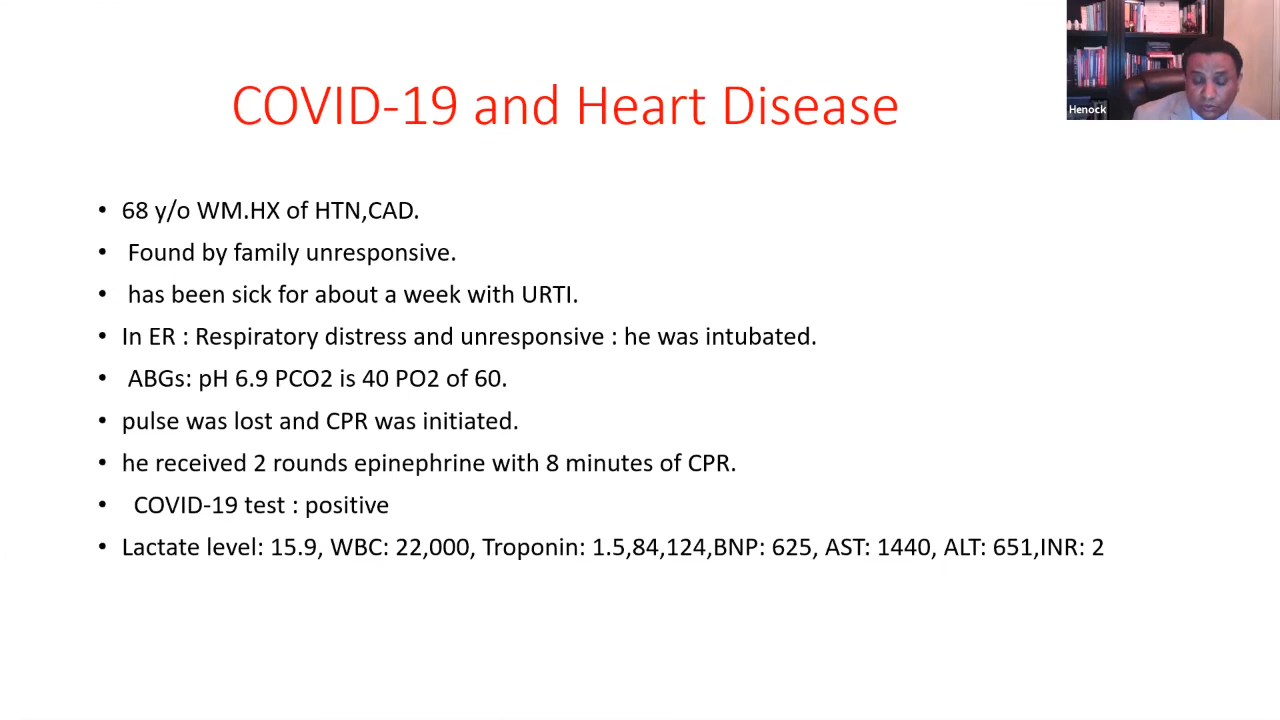 COVID-19 and Heart Disease
Henock
• 68 y/o WM.HX of HTN,CAD.
• Found by family unresponsive.
• has been sick for about a week with URTI.
• In ER : Respiratory distress and unresponsive : he was intubated.
• ABGs: pH 6.9 PCO2 is 40 PO2 of 60.
• pulse was lost and CPR was initiated.
• he received 2 rounds epinephrine with 8 minutes of CPR.
• COVID-19 test : positive
• Lactate level: 15.9, WBC: 22,000, Troponin: 1.5,84,124,BNP: 625, AST: 1440, ALT: 651,INR: 2